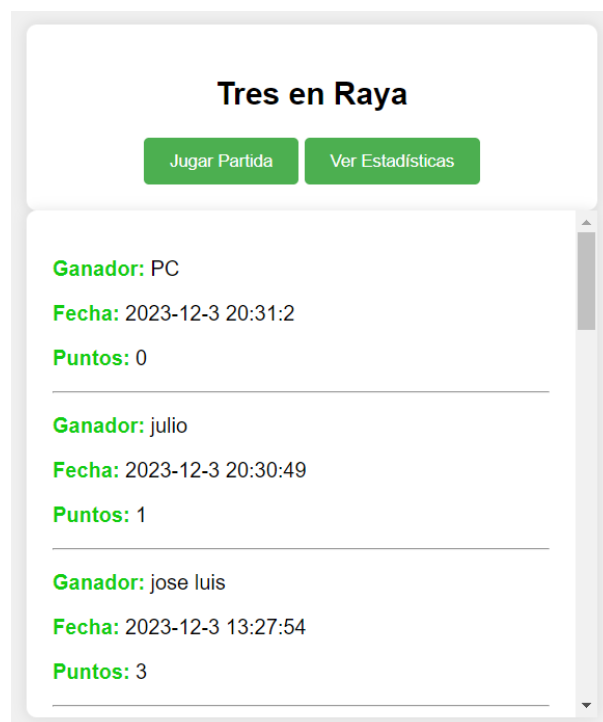 Tres en Raya
Jugar Partida Ver Estadísticas
Ganador: PC
Fecha: 2023-12-3 20:31:2
Puntos: 0
Ganador: julio
Fecha: 2023-12-3 20:30:49
Puntos: 1
Ganador: jose luis
Fecha: 2023-12-3 13:27:54
Puntos: 3